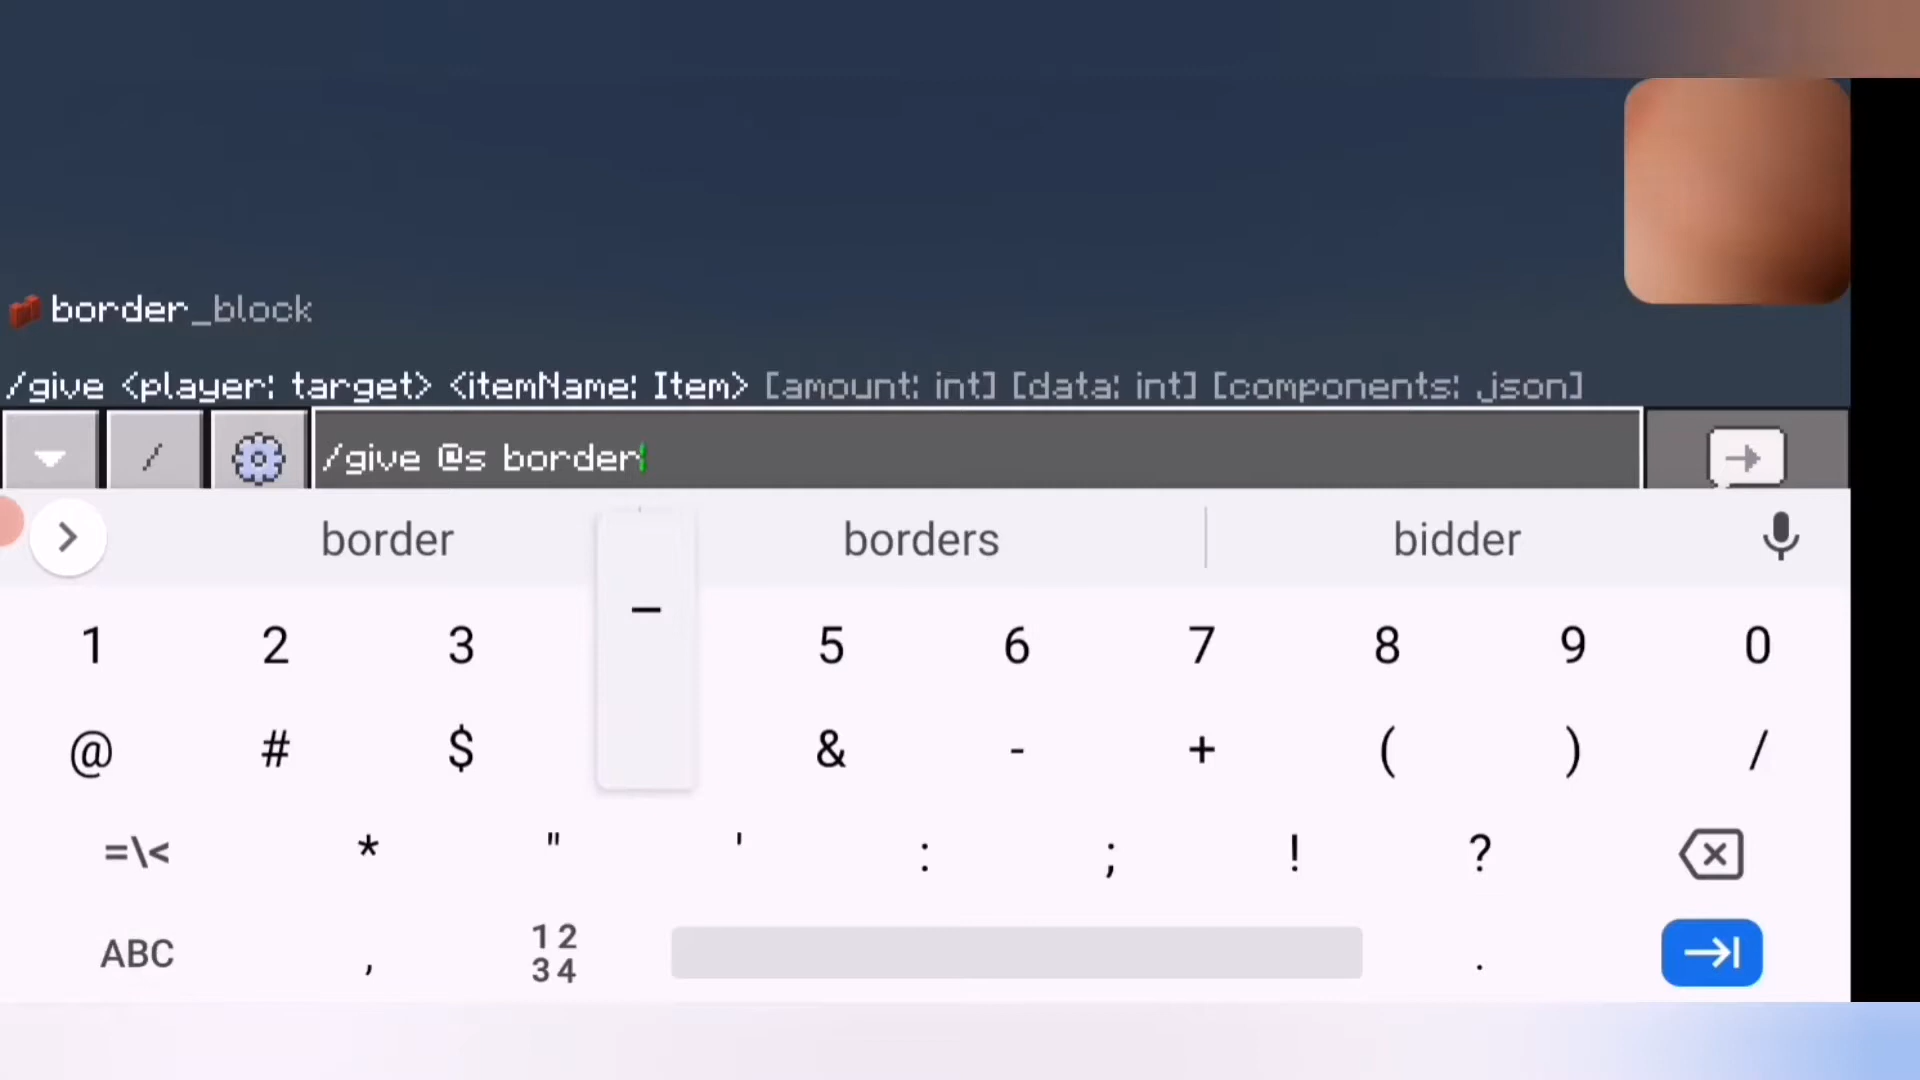 border_block
/give <player: target> <itemName: Item> [amount: int] [data: int] [components: .json]
/
/give @s border
border borders bidder
1 2 3 5 6 7 8 9 0
_
@ # $ & - + ( ) /
=\< * " ' : ; ! ?
ABC , 12 34 .